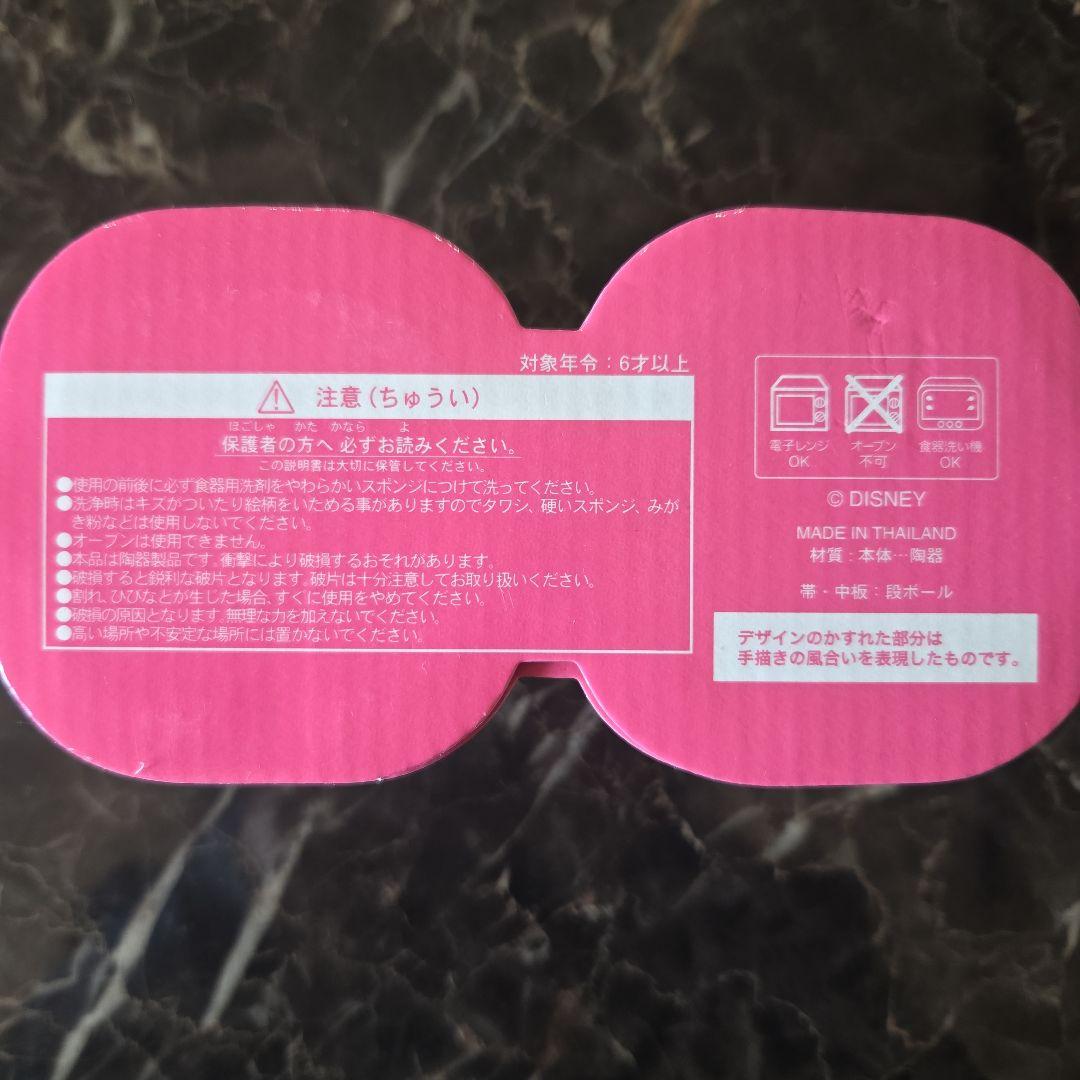 対象年令：6才以上
注意（ちゅうい）
ほごしゃ かた かなら よ
保護者の方へ 必ずお読みください。
この説明書は大切に保管してください。
●使用の前後に必ず食器用洗剤をやわらかいスポンジにつけて洗ってください。
●洗浄時はキズがついたり絵柄をいためる事がありますのでタワシ、硬いスポンジ、みが
き粉などは使用しないでください。
●オーブンは使用できません。
●本品は陶器製品です。衝撃により破損するおそれがあります。
●破損すると鋭利な破片となります。破片は十分注意してお取り扱いください。
●割れ、ひびなどが生じた場合、すぐに使用をやめてください。
●破損の原因となります。無理な力を加えないでください。
●高い場所や不安定な場所には置かないでください。
電子レンジ オーブン 食器洗い機
OK 不可 OK
© DISNEY
MADE IN THAILAND
材質：本体…陶器
帯・中板：段ボール
デザインのかすれた部分は
手描きの風合いを表現したものです。